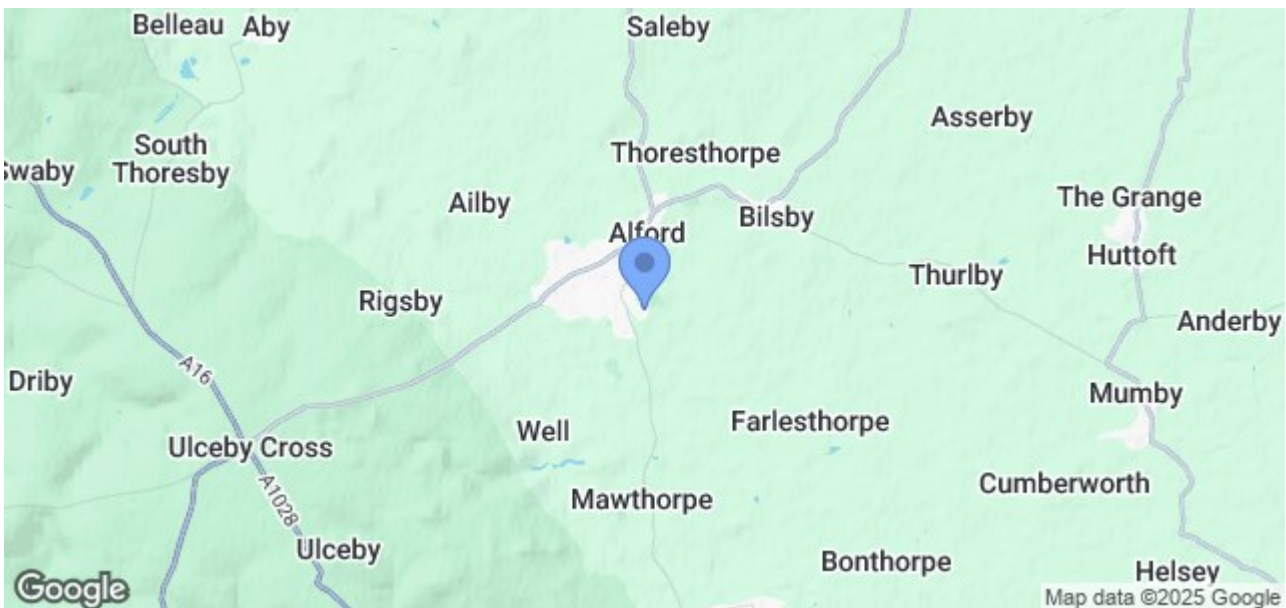 Belleau
Aby
Saleby
Asserby
South
Thoresby
Thoresthorpe
Swaby
Ailby
The Grange
Bilsby
Alford
Huttoft
Thurlby
Rigsby
Anderby
A16
Driby
Mumby
Farlesthorpe
Well
Ulceby Cross
Cumberworth
A1028
Mawthorpe
Ulceby
Bonthorpe
Helsey
Google
Map data ©2025 Google